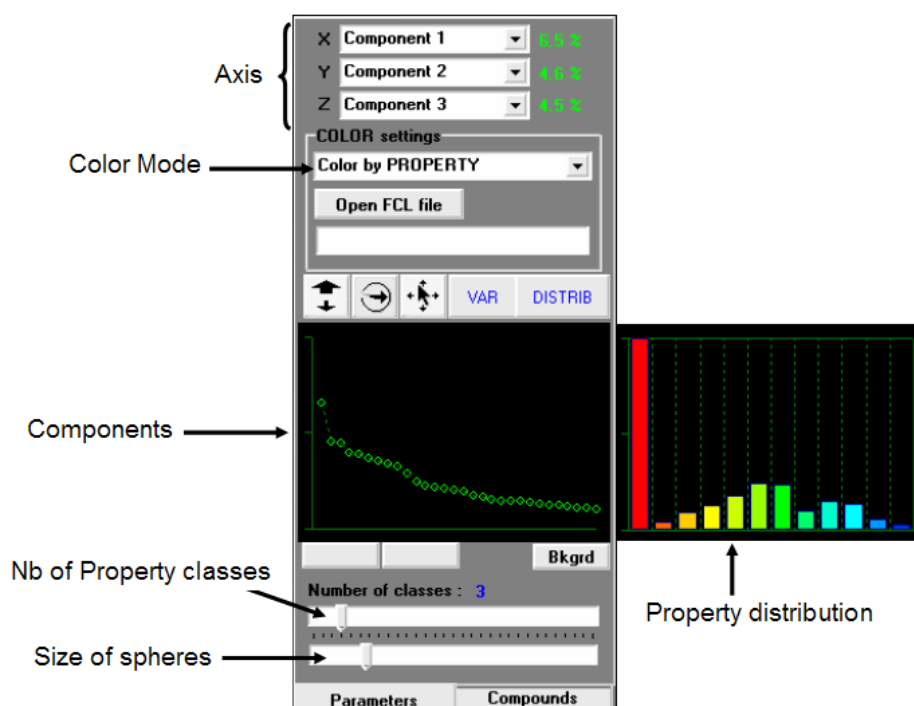 X Component 1 6.5 %
Axis
Y Component 2 4.6 %
Z Component 3 4.5 %
COLOR settings
Color Mode
Color by PROPERTY
Open FCL file
VAR DISTRIB
Components
Bkgrd
Nb of Property classes
Number of classes : 3
Property distribution
Size of spheres
Parameters Compounds